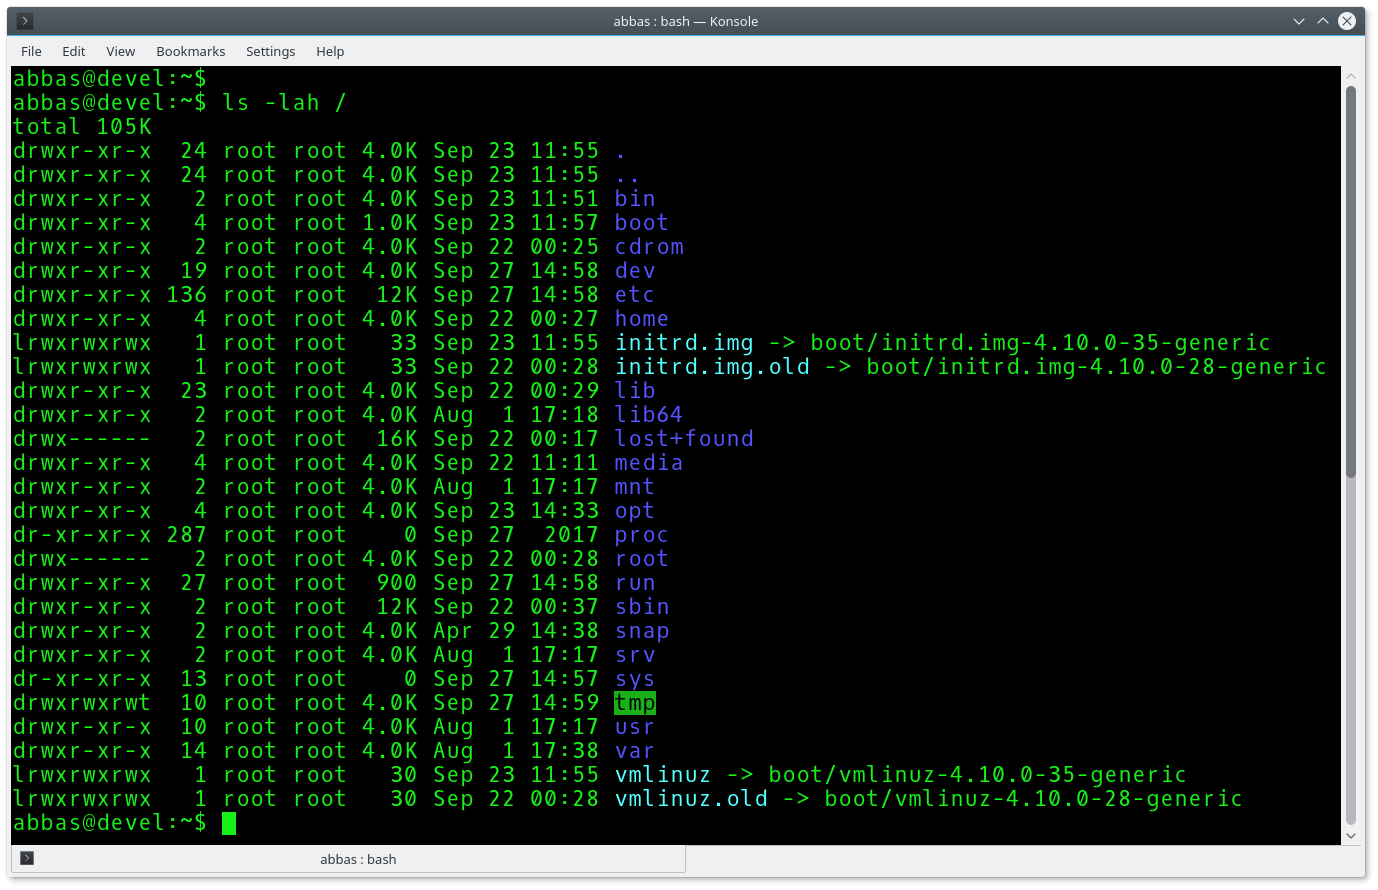 abbas : bash — Konsole
File Edit View Bookmarks Settings Help
abbas@devel:~$
abbas@devel:~$ ls -lah /
total 105K
drwxr-xr-x  24 root root 4.0K Sep 23 11:55 .
drwxr-xr-x  24 root root 4.0K Sep 23 11:55 ..
drwxr-xr-x   2 root root 4.0K Sep 23 11:51 bin
drwxr-xr-x   4 root root 1.0K Sep 23 11:57 boot
drwxr-xr-x   2 root root 4.0K Sep 22 00:25 cdrom
drwxr-xr-x  19 root root 4.0K Sep 27 14:58 dev
drwxr-xr-x 136 root root  12K Sep 27 14:58 etc
drwxr-xr-x   4 root root 4.0K Sep 22 00:27 home
lrwxrwxrwx   1 root root   33 Sep 23 11:55 initrd.img -> boot/initrd.img-4.10.0-35-generic
lrwxrwxrwx   1 root root   33 Sep 22 00:28 initrd.img.old -> boot/initrd.img-4.10.0-28-generic
drwxr-xr-x  23 root root 4.0K Sep 22 00:29 lib
drwxr-xr-x   2 root root 4.0K Aug  1 17:18 lib64
drwx------   2 root root  16K Sep 22 00:17 lost+found
drwxr-xr-x   4 root root 4.0K Sep 22 11:11 media
drwxr-xr-x   2 root root 4.0K Aug  1 17:17 mnt
drwxr-xr-x   4 root root 4.0K Sep 23 14:33 opt
dr-xr-xr-x 287 root root    0 Sep 27  2017 proc
drwx------   2 root root 4.0K Sep 22 00:28 root
drwxr-xr-x  27 root root  900 Sep 27 14:58 run
drwxr-xr-x   2 root root  12K Sep 22 00:37 sbin
drwxr-xr-x   2 root root 4.0K Apr 29 14:38 snap
drwxr-xr-x   2 root root 4.0K Aug  1 17:17 srv
dr-xr-xr-x  13 root root    0 Sep 27 14:57 sys
drwxrwxrwt  10 root root 4.0K Sep 27 14:59 tmp
drwxr-xr-x  10 root root 4.0K Aug  1 17:17 usr
drwxr-xr-x  14 root root 4.0K Aug  1 17:38 var
lrwxrwxrwx   1 root root   30 Sep 23 11:55 vmlinuz -> boot/vmlinuz-4.10.0-35-generic
lrwxrwxrwx   1 root root   30 Sep 22 00:28 vmlinuz.old -> boot/vmlinuz-4.10.0-28-generic
abbas@devel:~$
abbas : bash